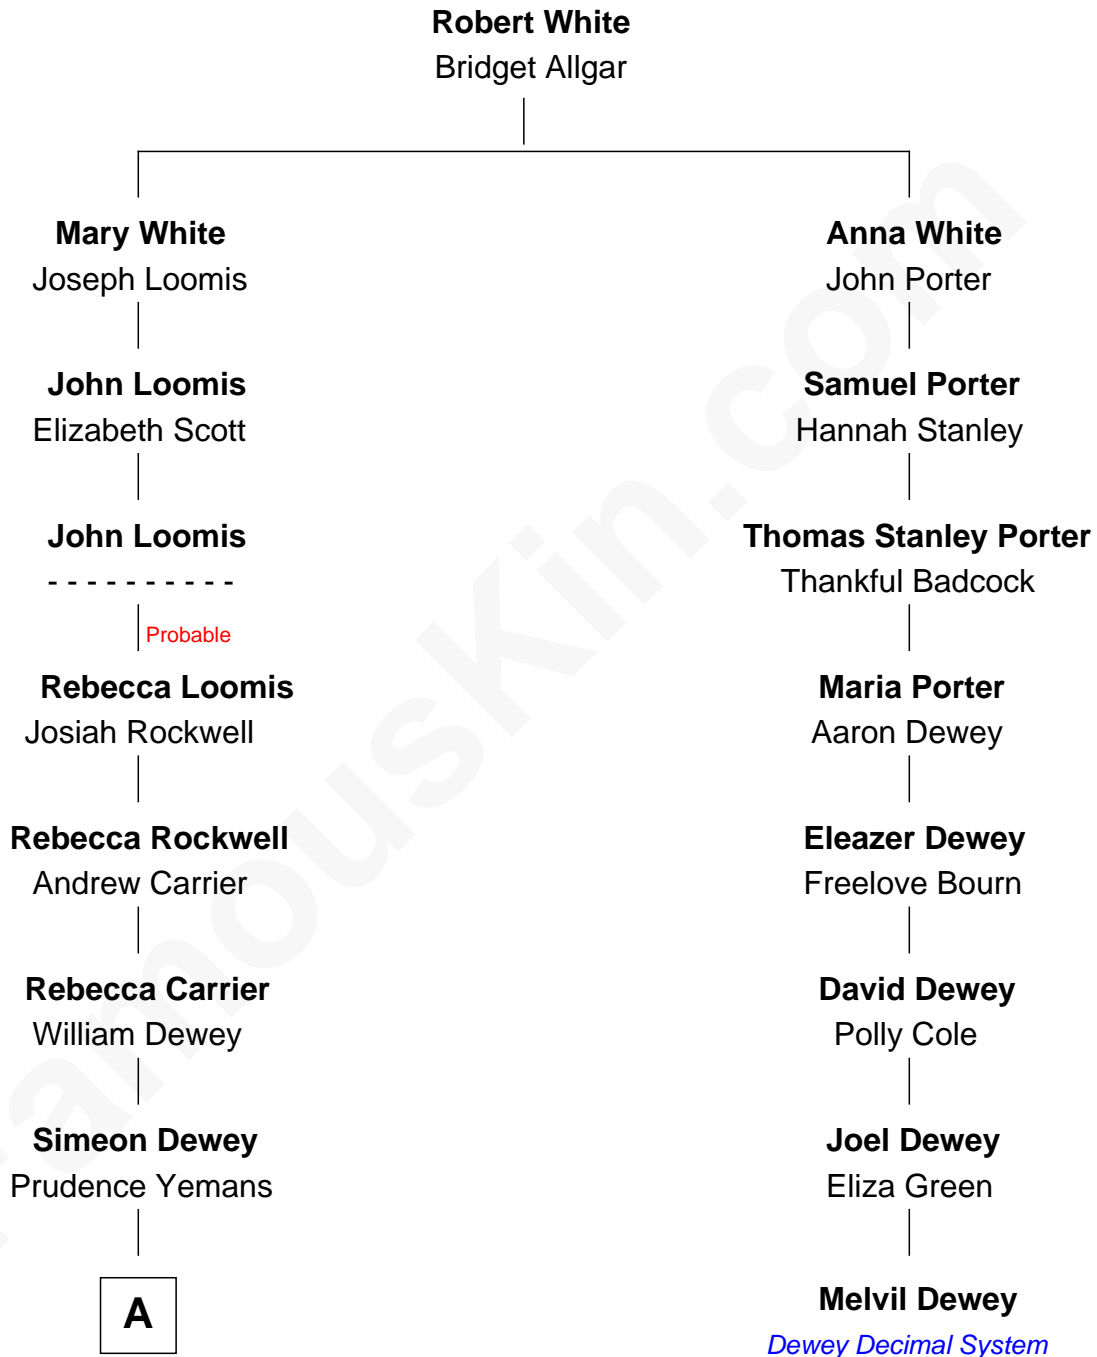 Robert White
Bridget Allgar
Mary White
Joseph Loomis
John Loomis
Elizabeth Scott
John Loomis
- - - - - - - - - -
Probable
Rebecca Loomis
Josiah Rockwell
Rebecca Rockwell
Andrew Carrier
Rebecca Carrier
William Dewey
Simeon Dewey
Prudence Yemans
A
Anna White
John Porter
Samuel Porter
Hannah Stanley
Thomas Stanley Porter
Thankful Badcock
Maria Porter
Aaron Dewey
Eleazer Dewey
Freelove Bourn
David Dewey
Polly Cole
Joel Dewey
Eliza Green
Melvil Dewey
Dewey Decimal System
FamousKin.com